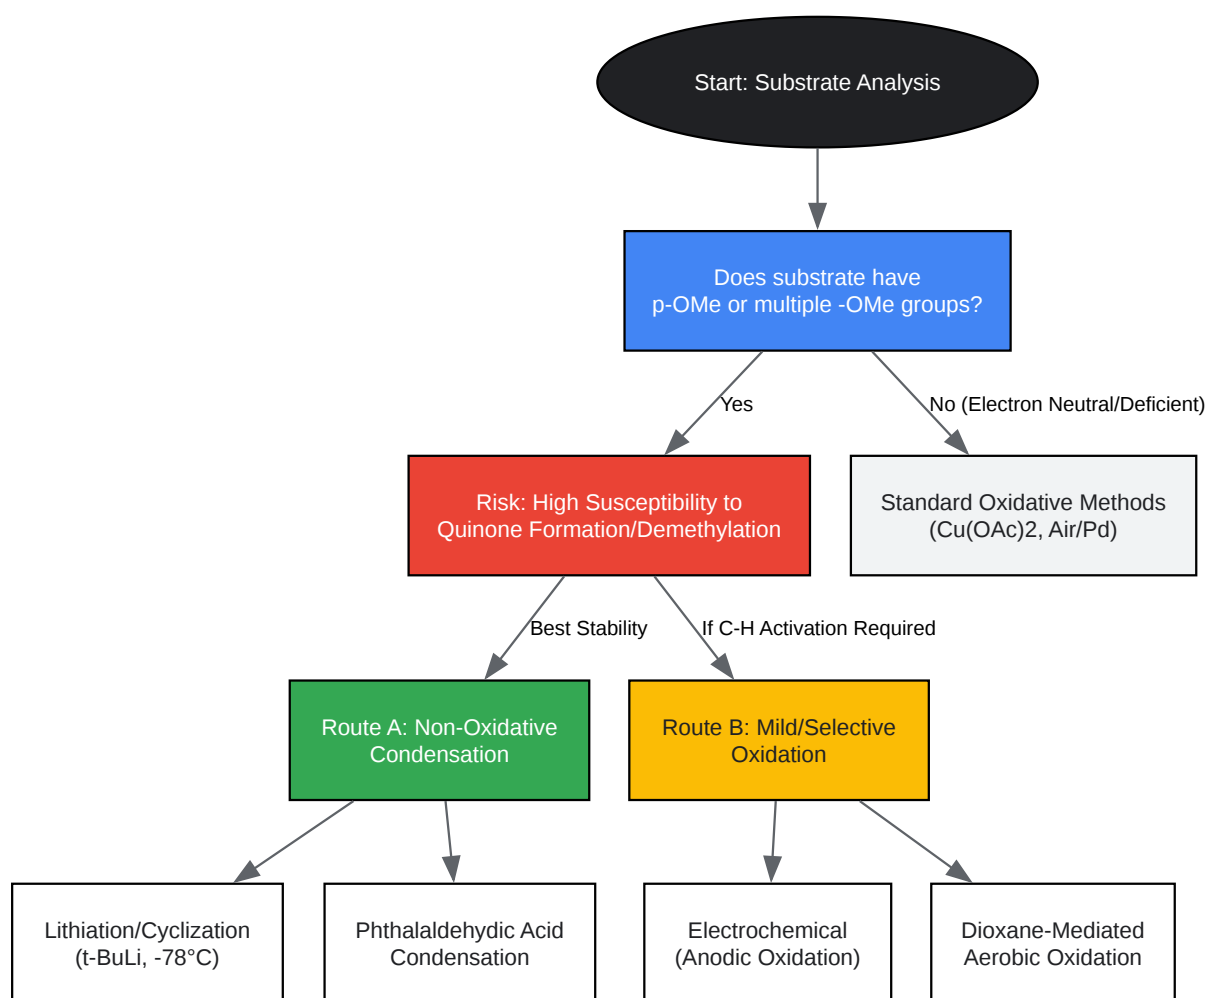 Start: Substrate Analysis
Does substrate have
p-OMe or multiple -OMe groups?
Yes
No (Electron Neutral/Deficient)
Risk: High Susceptibility to
Quinone Formation/Demethylation
Standard Oxidative Methods
(Cu(OAc)2, Air/Pd)
Best Stability
If C-H Activation Required
Route A: Non-Oxidative
Condensation
Route B: Mild/Selective
Oxidation
Lithiation/Cyclization
(t-BuLi, -78°C)
Phthalaldehydic Acid
Condensation
Electrochemical
(Anodic Oxidation)
Dioxane-Mediated
Aerobic Oxidation